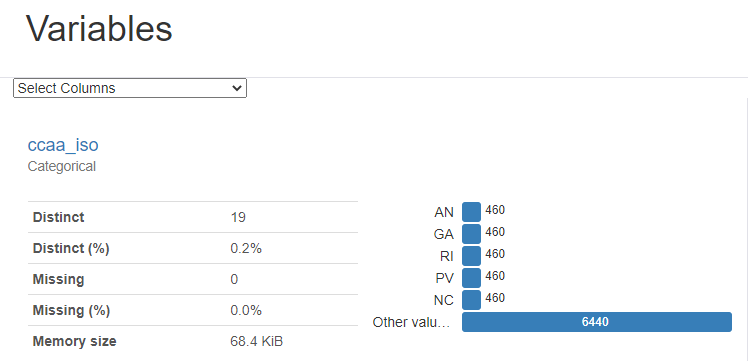 Variables
Select Columns
ccaa_iso
Categorical
Distinct 19
Distinct (%) 0.2%
Missing 0
Missing (%) 0.0%
Memory size 68.4 KiB
AN 460
GA 460
RI 460
PV 460
NC 460
Other valu... 6440